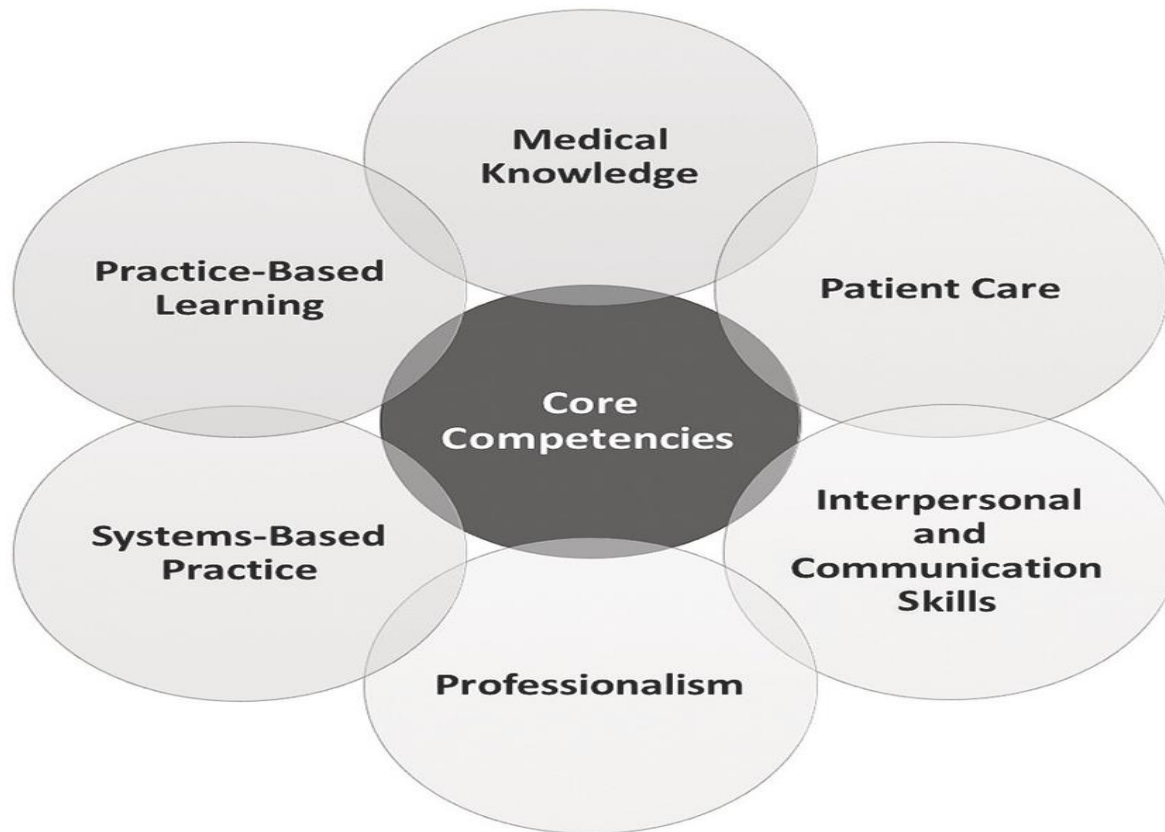 Medical
Knowledge
Practice-Based
Learning
Patient Care
Core
Competencies
Systems-Based
Practice
Interpersonal
and
Communication
Skills
Professionalism